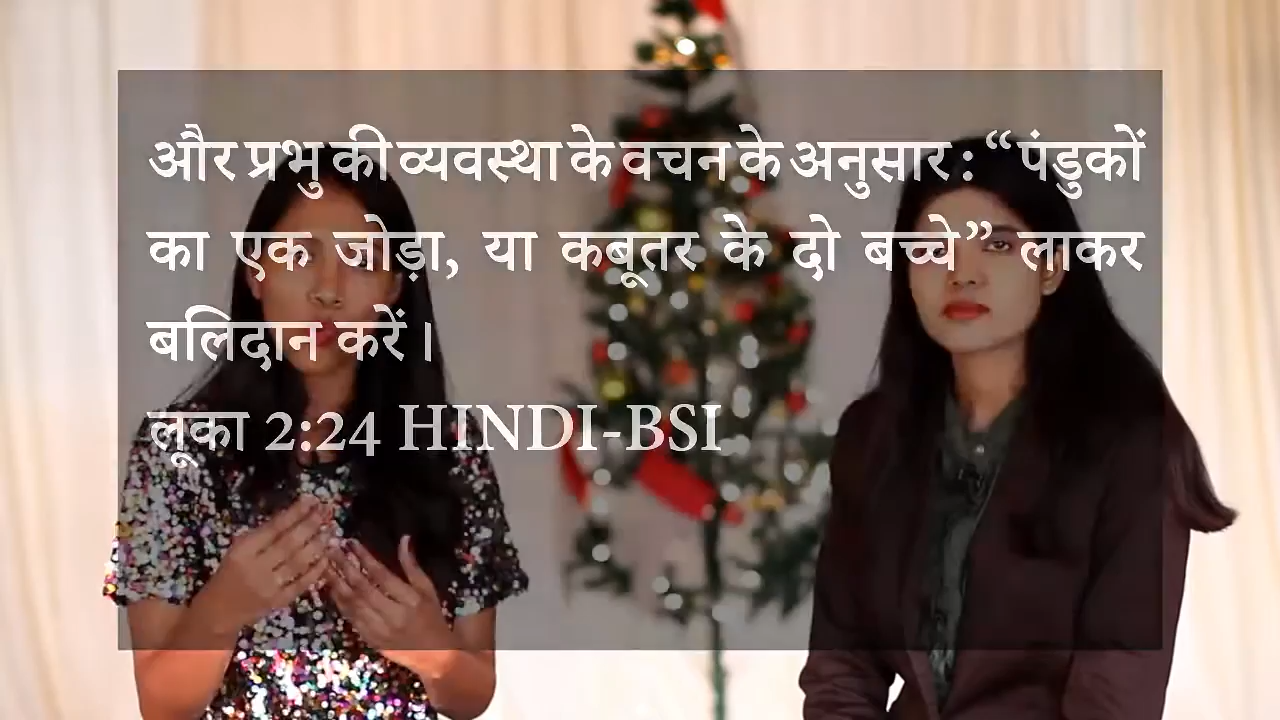 और प्रभु की व्यवस्था के वचन के अनुसार : “पंडुकों
का एक जोड़ा, या कबूतर के दो बच्चे” लाकर
बलिदान करें।
लूका 2:24 HINDI-BSI